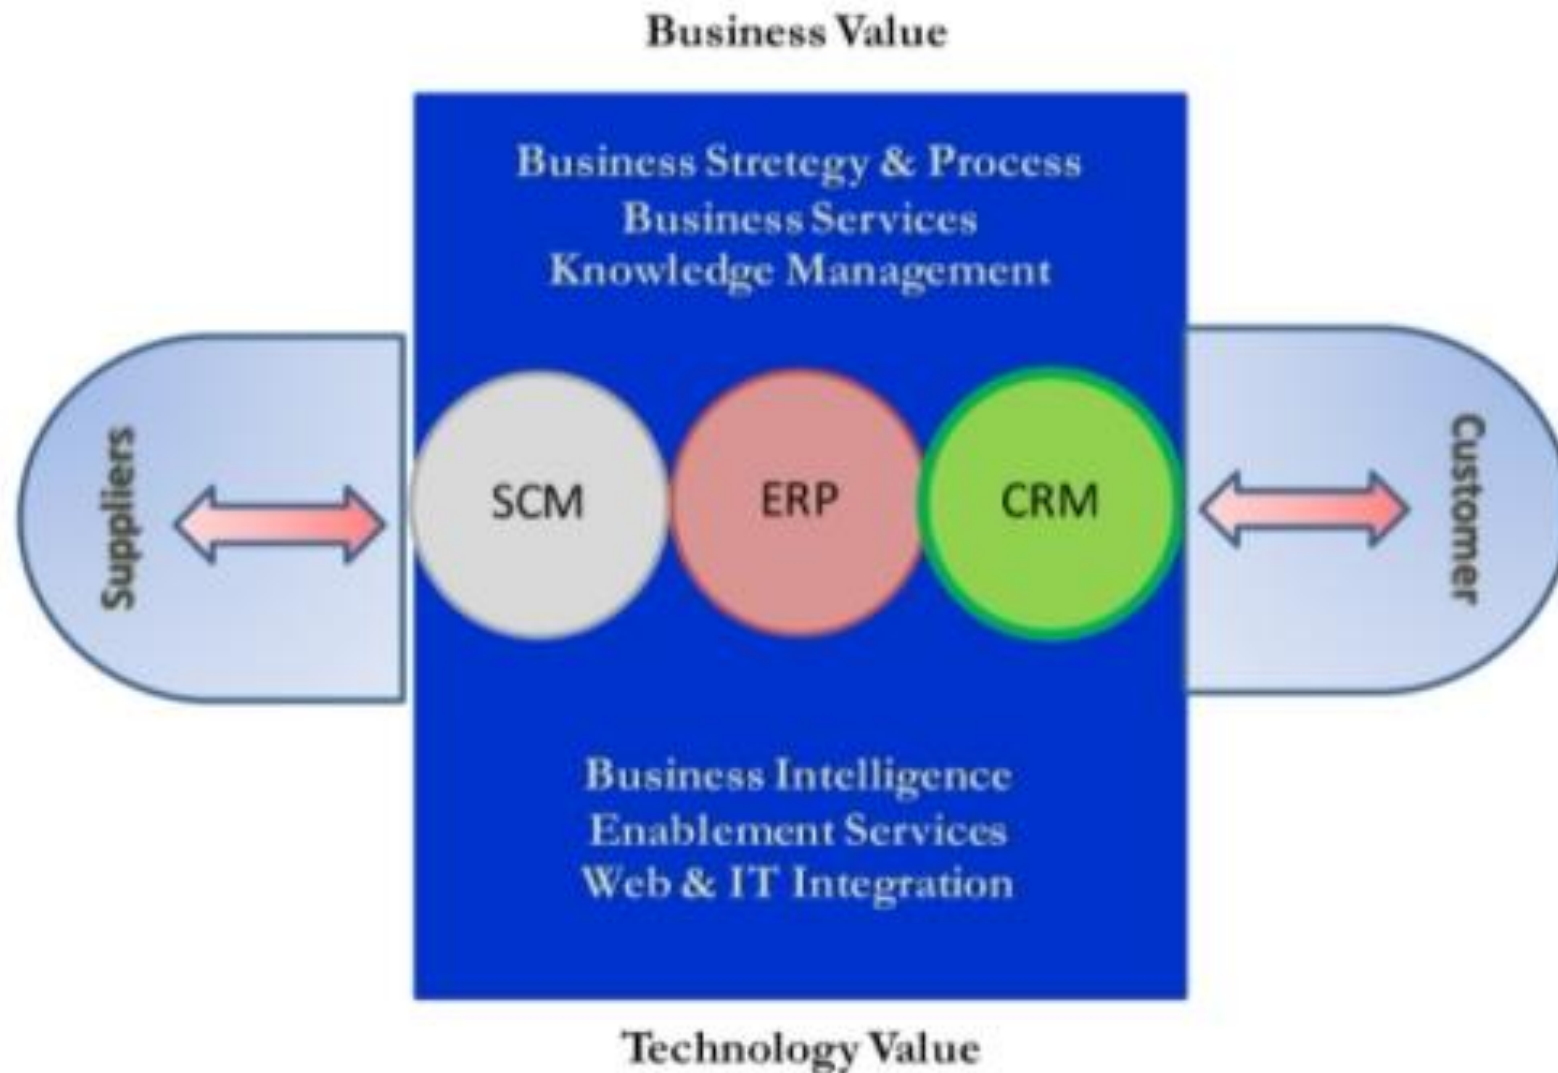 Business Value
Business Stretegy & Process
Business Services
Knowledge Management
Suppliers
SCM
ERP
CRM
Customer
Business Intelligence
Enablement Services
Web & IT Integration
Technology Value